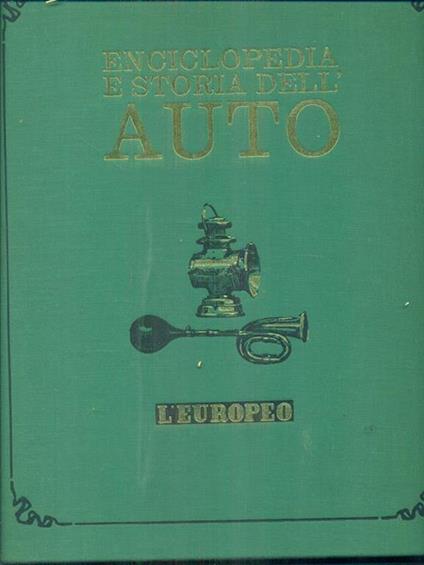 ENCICLOPEDIA
E STORIA DELL'
AUTO
L'EUROPEO